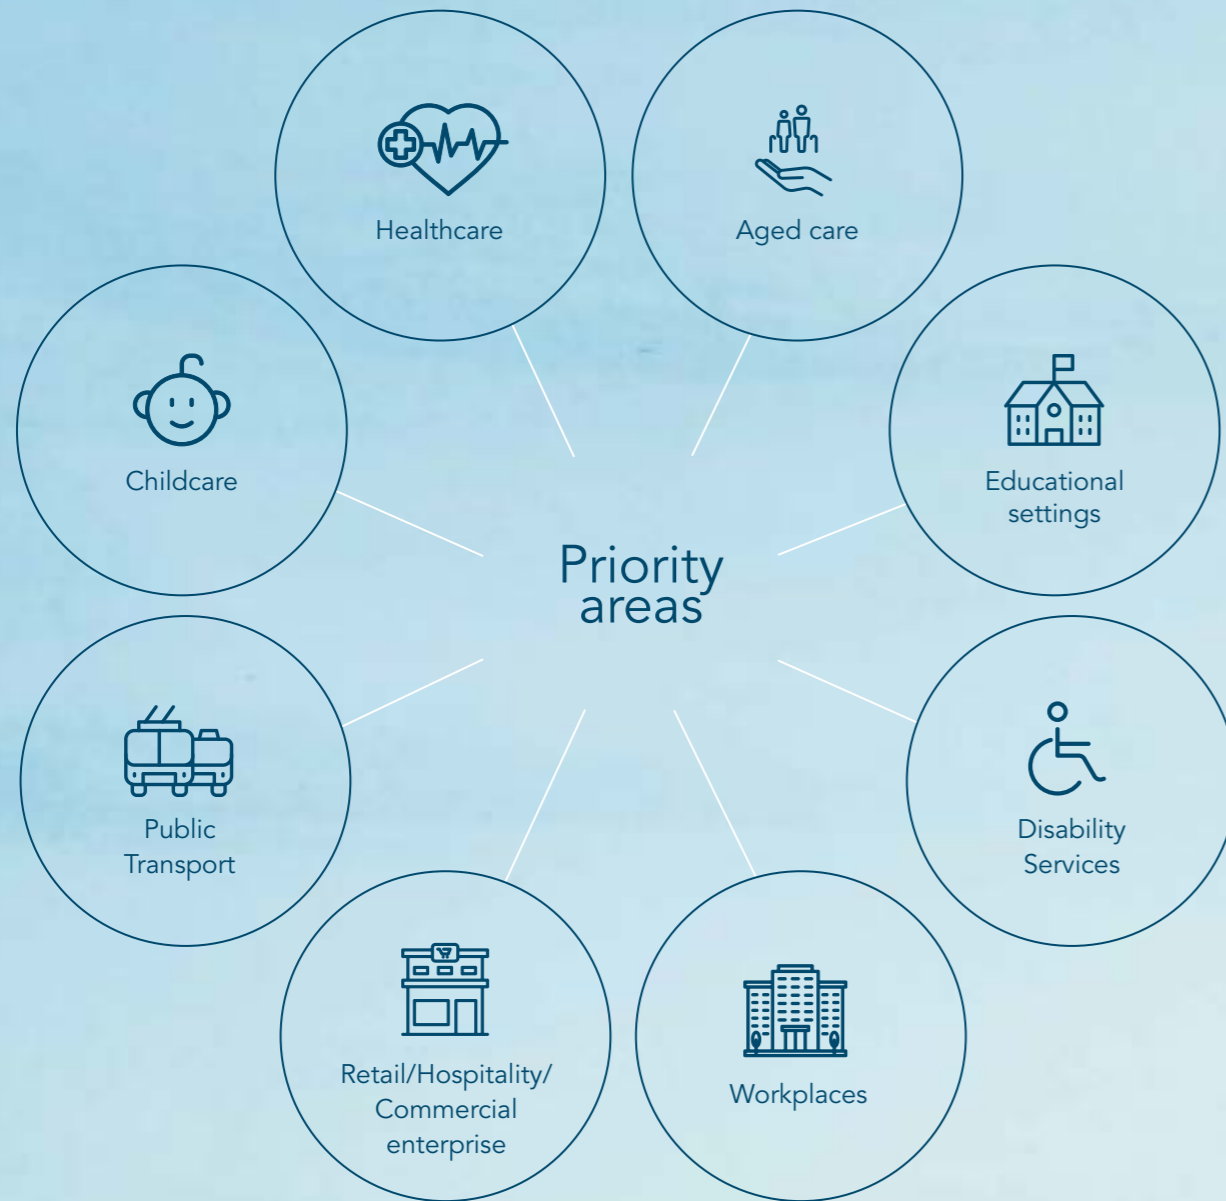 Healthcare
Aged care
Childcare
Educational
settings
Priority
areas
Public
Transport
Disability
Services
Retail/Hospitality/
Commercial
enterprise
Workplaces